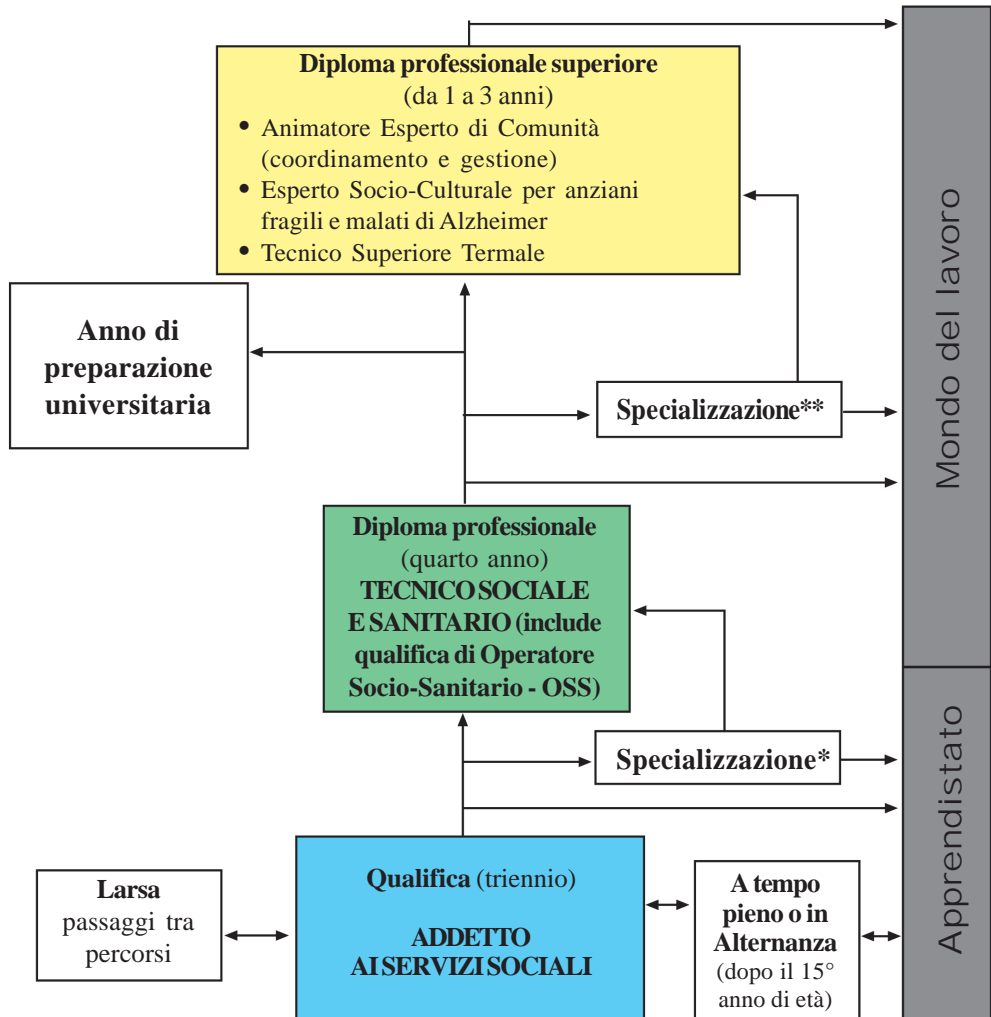 Diploma professionale superiore
(da 1 a 3 anni)
• Animatore Esperto di Comunità
(coordinamento e gestione)
• Esperto Socio-Culturale per anziani
fragili e malati di Alzheimer
• Tecnico Superiore Termale
Anno di
preparazione
universitaria
Specializzazione**
Mondo del lavoro
Diploma professionale
(quarto anno)
TECNICO SOCIALE
E SANITARIO (include
qualifica di Operatore
Socio-Sanitario - OSS)
Specializzazione*
Apprendistato
Larsa
passaggi tra
percorsi
Qualifica (triennio)
ADDETTO
AI SERVIZI SOCIALI
A tempo
pieno o in
Alternanza
(dopo il 15°
anno di età)